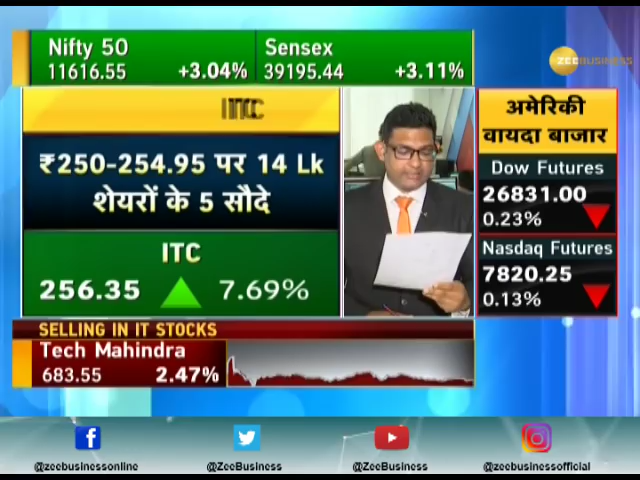 Nifty 50
11616.55 +3.04%
Sensex
39195.44 +3.11%
ZEE BUSINESS
ITC
₹250-254.95 पर 14 Lk
शेयरों के 5 सौदे
ITC
256.35 7.69%
अमेरिकी
वायदा बाजार
Dow Futures
26831.00
0.23%
Nasdaq Futures
7820.25
0.13%
SELLING IN IT STOCKS
Tech Mahindra
683.55 2.47%
@zeebusinessonline
@ZeeBusiness
@ZeeBusiness
@zeebusinessofficial